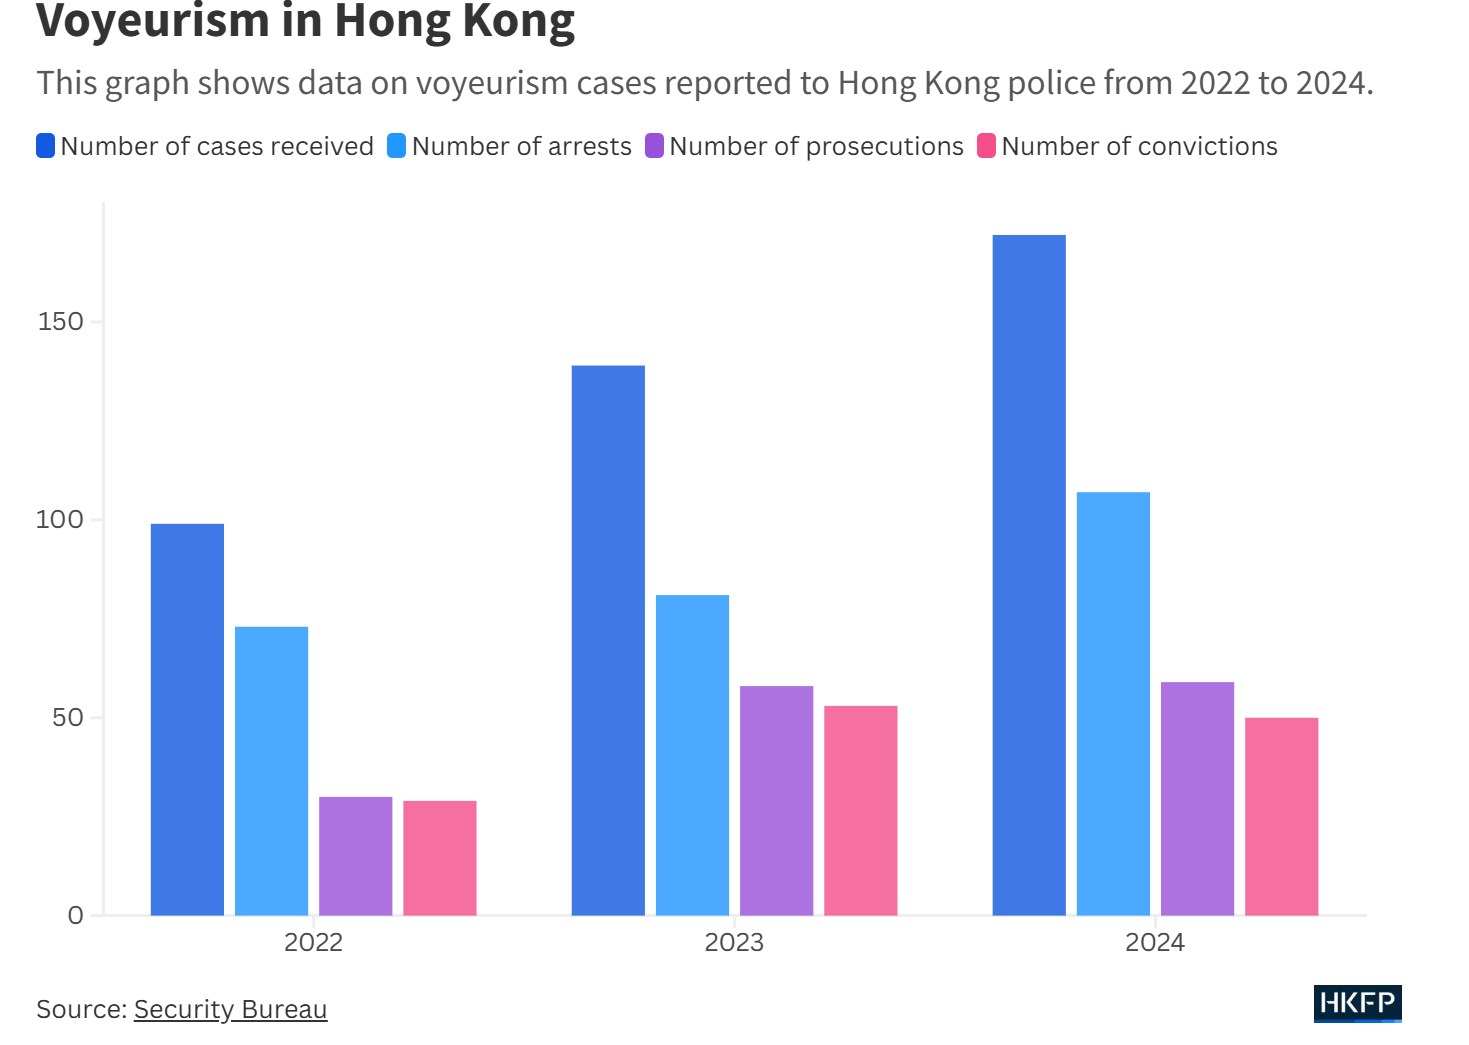 Voyeurism in Hong Kong
This graph shows data on voyeurism cases reported to Hong Kong police from 2022 to 2024.
Number of cases received Number of arrests Number of prosecutions Number of convictions
150
100
50
0
2022 2023 2024
Source: Security Bureau
HKFP